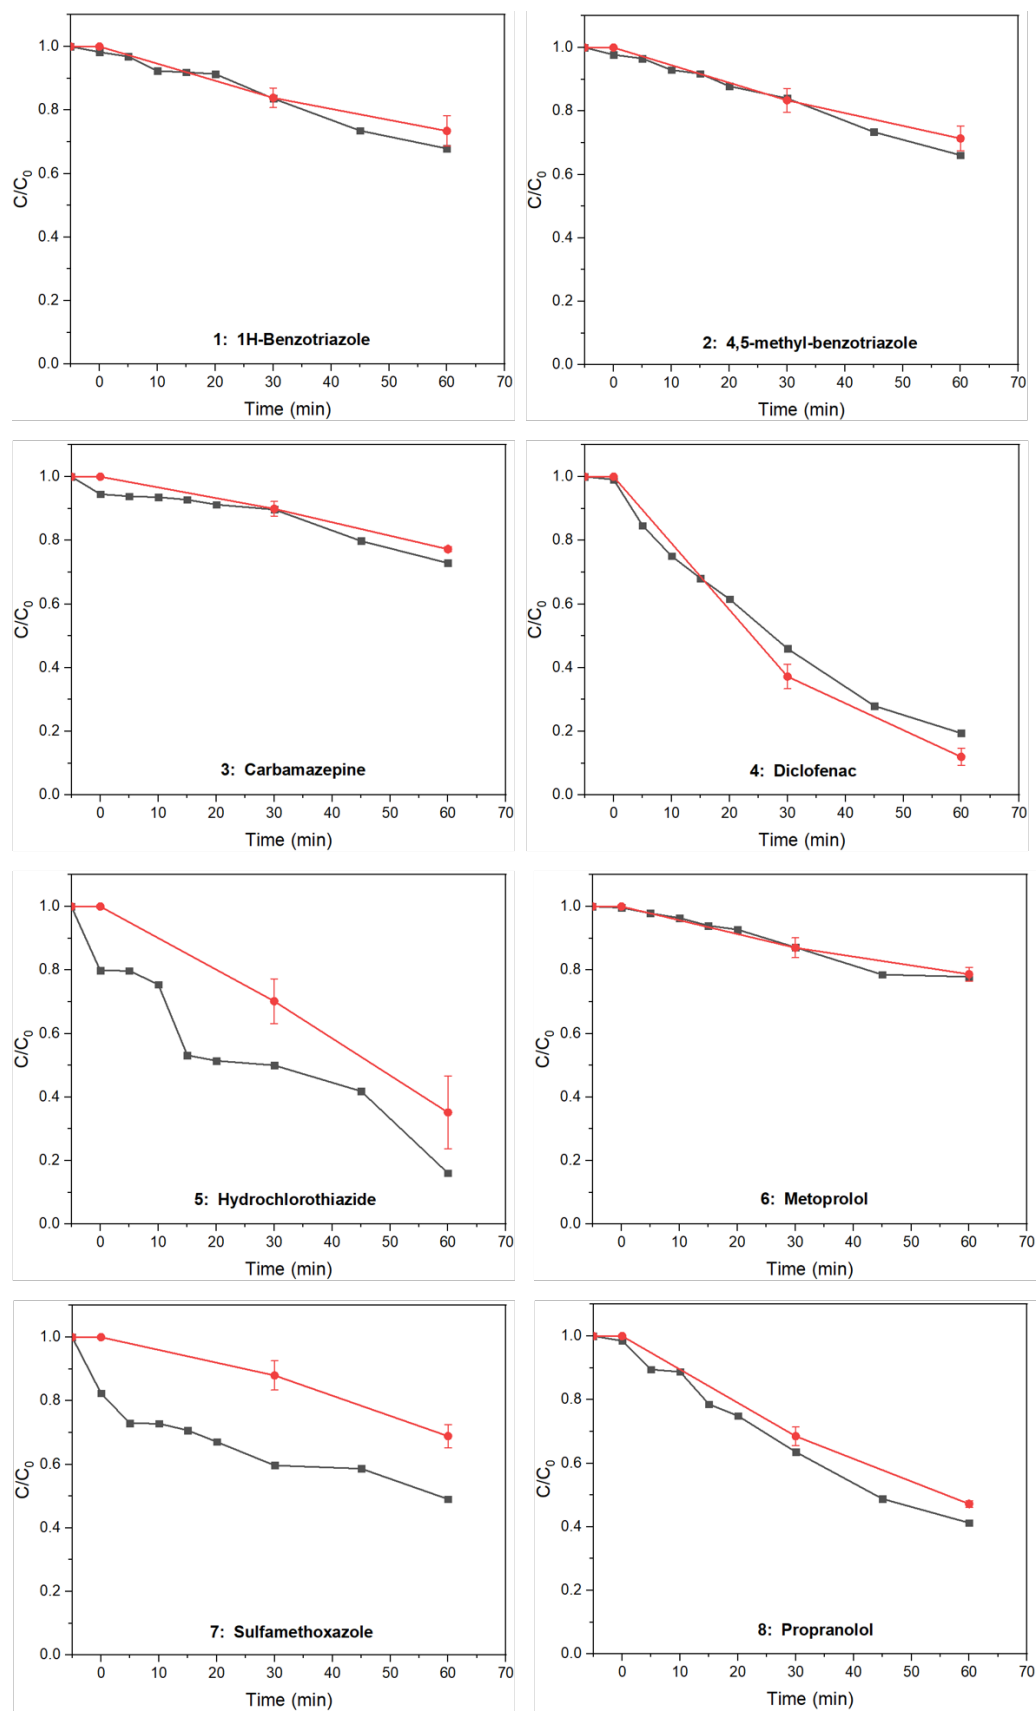 1.0
0.8
0.6
0.4
0.2
0.0
C/C0
1: 1H-Benzotriazole
0 10 20 30 40 50 60 70
Time (min)
1.0
0.8
0.6
0.4
0.2
0.0
C/C0
2: 4,5-methyl-benzotriazole
0 10 20 30 40 50 60 70
Time (min)
1.0
0.8
0.6
0.4
0.2
0.0
C/C0
3: Carbamazepine
0 10 20 30 40 50 60 70
Time (min)
1.0
0.8
0.6
0.4
0.2
0.0
C/C0
4: Diclofenac
0 10 20 30 40 50 60 70
Time (min)
1.0
0.8
0.6
0.4
0.2
0.0
C/C0
5: Hydrochlorothiazide
0 10 20 30 40 50 60 70
Time (min)
1.0
0.8
0.6
0.4
0.2
0.0
C/C0
6: Metoprolol
0 10 20 30 40 50 60 70
Time (min)
1.0
0.8
0.6
0.4
0.2
0.0
C/C0
7: Sulfamethoxazole
0 10 20 30 40 50 60 70
Time (min)
1.0
0.8
0.6
0.4
0.2
0.0
C/C0
8: Propranolol
0 10 20 30 40 50 60 70
Time (min)